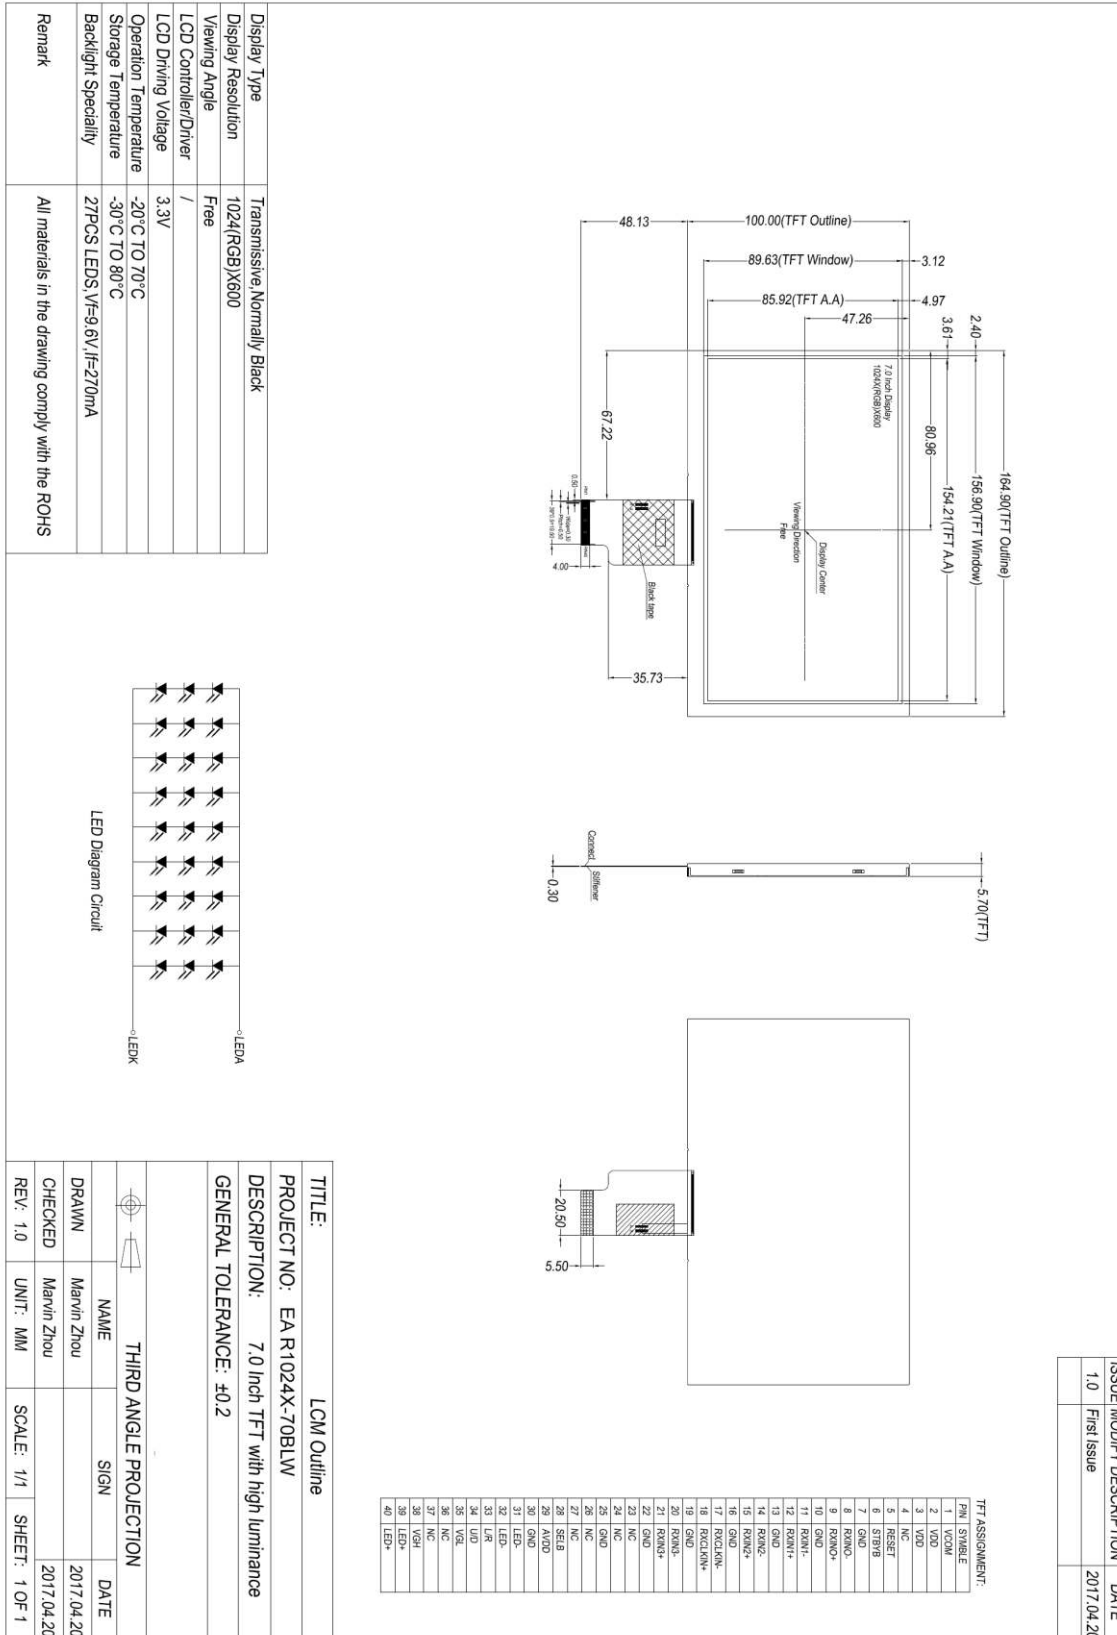 ISSUE MODIFY DESCRIPTION DATE
1.0 First Issue 2017.04.20
164.90(TFT Outline)
156.90(TFT Window)
154.21(TFT A.A)
2.40
3.61
80.96
100.00(TFT Outline)
48.13
89.63(TFT Window)
3.12
85.92(TFT A.A)
4.97
47.26
7.0 Inch Display
1024X(RGB)X600
Display Center
Viewing Direction
Free
67.22
Black tape
35.73
0.50
4.00
5.70(TFT)
Connect
Stiffener
0.30
20.50
5.50
TFT ASSIGNMENT:
PIN SYMBLE
1 VCOM
2 VDD
3 VDD
4 NC
5 RESET
6 STBYB
7 GND
8 RXIN0-
9 RXIN0+
10 GND
11 RXIN1-
12 RXIN1+
13 GND
14 RXIN2-
15 RXIN2+
16 GND
17 RXCLKIN-
18 RXCLKIN+
19 GND
20 RXIN3-
21 RXIN3+
22 GND
23 NC
24 NC
25 GND
26 NC
27 NC
28 SELB
29 AVDD
30 GND
31 LED-
32 LED-
33 L/R
34 U/D
35 VGL
36 NC
37 NC
38 VGH
39 LED+
40 LED+
Display Type Transmissive,Normally Black
Display Resolution 1024(RGB)X600
Viewing Angle Free
LCD Controller/Driver /
LCD Driving Voltage 3.3V
Operation Temperature -20°C TO 70°C
Storage Temperature -30°C TO 80°C
Backlight Speciality 27PCS LEDS,Vf=9.6V,If=270mA
Remark All materials in the drawing comply with the ROHS
LEDA
LEDK
LED Diagram Circuit
TITLE: LCM Outline
PROJECT NO: EA R1024X-70BLW
DESCRIPTION: 7.0 Inch TFT with high luminance
GENERAL TOLERANCE: ±0.2
THIRD ANGLE PROJECTION
NAME SIGN DATE
DRAWN Marvin Zhou 2017.04.20
CHECKED Marvin Zhou 2017.04.20
REV: 1.0 UNIT: MM SCALE: 1/1 SHEET: 1 OF 1